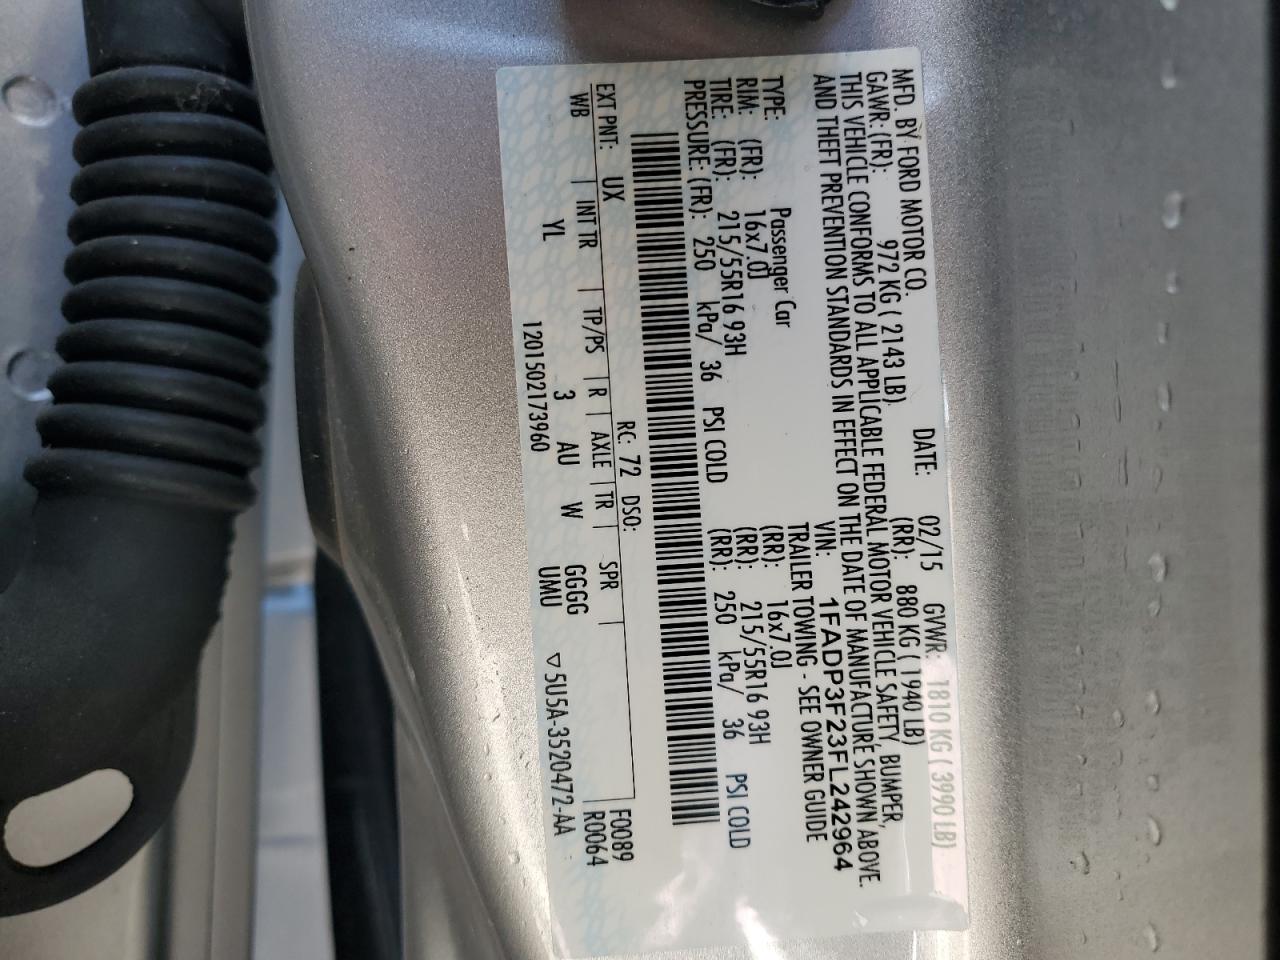 MFD. BY FORD MOTOR CO. DATE: 02/15 GVWR: 1810 KG ( 3990 LB)
GAWR: (FR): 972 KG ( 2143 LB) (RR): 880 KG ( 1940 LB)
THIS VEHICLE CONFORMS TO ALL APPLICABLE FEDERAL MOTOR VEHICLE SAFETY, BUMPER,
AND THEFT PREVENTION STANDARDS IN EFFECT ON THE DATE OF MANUFACTURE SHOWN ABOVE.
VIN: 1FADP3F23FL242964
TYPE: Passenger Car TRAILER TOWING - SEE OWNER GUIDE
RIM: (FR): 16x7.0J (RR): 16x7.0J
TIRE: (FR): 215/55R16 93H (RR): 215/55R16 93H
PRESSURE: (FR): 250 kPa/ 36 PSI COLD (RR): 250 kPa/ 36 PSI COLD
EXT PNT: UX RC: 72 DSO: F0089
WB | INT TR | TP/PS | R | AXLE | TR | SPR | R0064
YL 3 AU W GGGG
UMU
1201502173960 ▽5U5A-3520472-AA